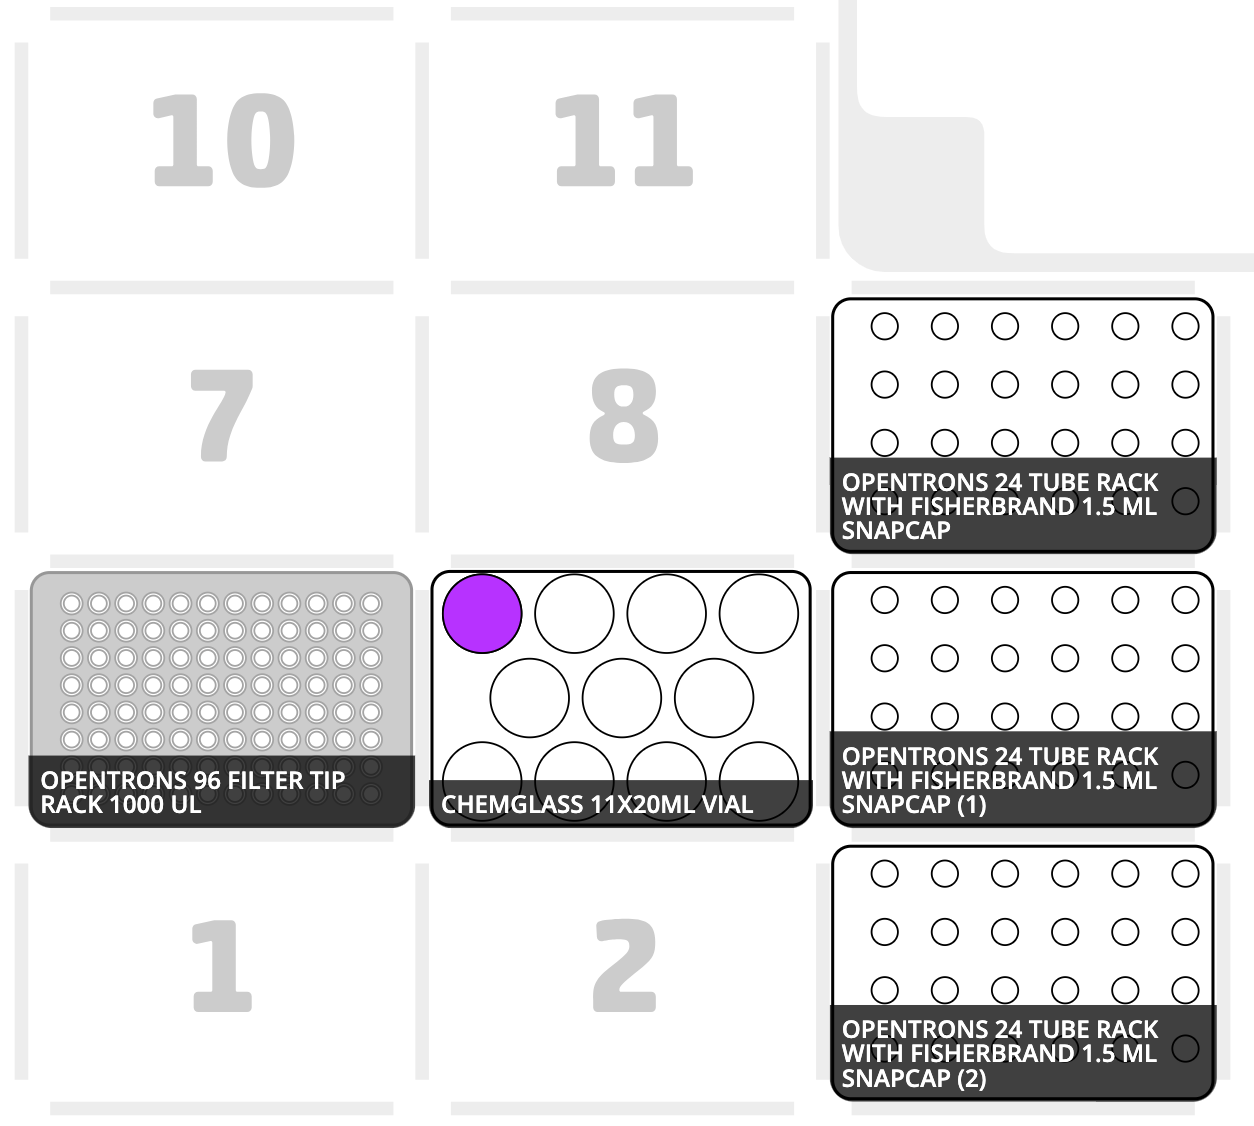 10
11
7
8
OPENTRONS 24 TUBE RACK
WITH FISHERBRAND 1.5 ML
SNAPCAP
OPENTRONS 96 FILTER TIP
RACK 1000 UL
CHEMGLASS 11X20ML VIAL
OPENTRONS 24 TUBE RACK
WITH FISHERBRAND 1.5 ML
SNAPCAP (1)
1
2
OPENTRONS 24 TUBE RACK
WITH FISHERBRAND 1.5 ML
SNAPCAP (2)